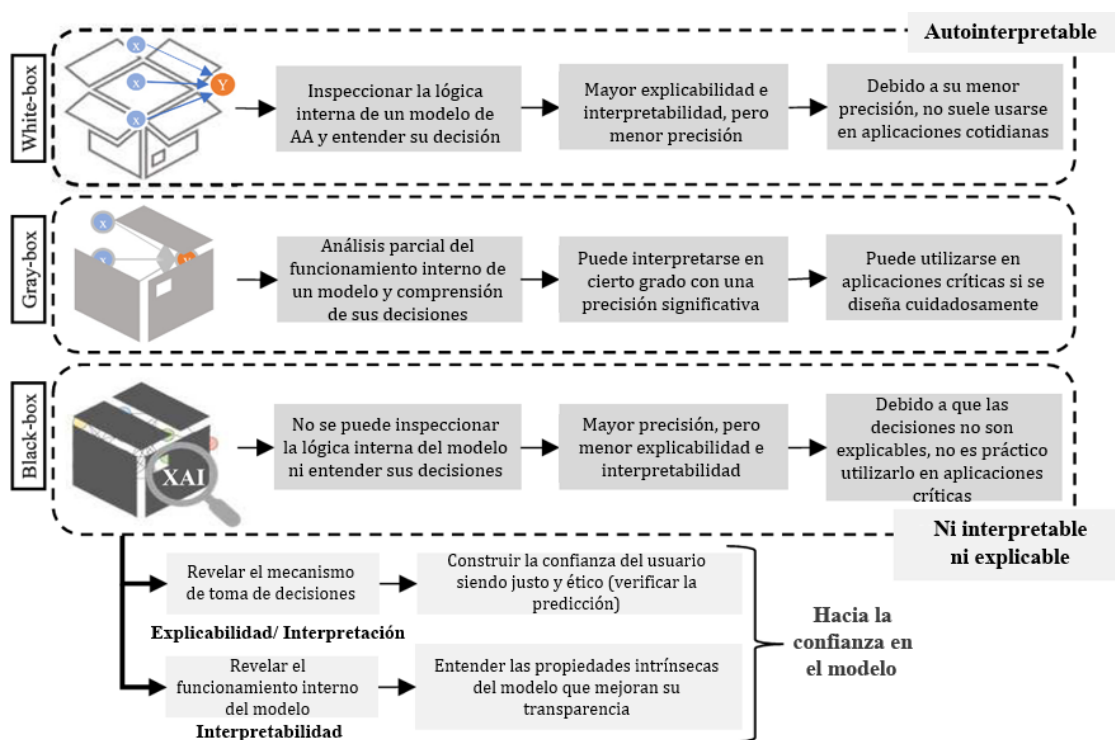 Autointerpretable
White-box
x
x
x
Y
Inspeccionar la lógica
interna de un modelo de
AA y entender su decisión
Mayor explicabilidad e
interpretabilidad, pero
menor precisión
Debido a su menor
precisión, no suele usarse
en aplicaciones cotidianas
Gray-box
x
x
Análisis parcial del
funcionamiento interno de
un modelo y comprensión
de sus decisiones
Puede interpretarse en
cierto grado con una
precisión significativa
Puede utilizarse en
aplicaciones críticas si se
diseña cuidadosamente
Black-box
XAI
No se puede inspeccionar
la lógica interna del modelo
ni entender sus decisiones
Mayor precisión, pero
menor explicabilidad e
interpretabilidad
Debido a que las
decisiones no son
explicables, no es práctico
utilizarlo en aplicaciones
críticas
Ni interpretable
ni explicable
Revelar el mecanismo
de toma de decisiones
Construir la confianza del usuario
siendo justo y ético (verificar la
predicción)
Explicabilidad/ Interpretación
Revelar el
funcionamiento interno
del modelo
Entender las propiedades intrínsecas
del modelo que mejoran su
transparencia
Interpretabilidad
Hacia la
confianza en
el modelo